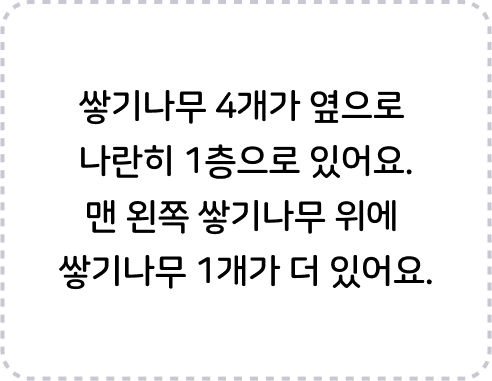 쌓기나무 4개가 옆으로
나란히 1층으로 있어요.
맨 왼쪽 쌓기나무 위에
쌓기나무 1개가 더 있어요.